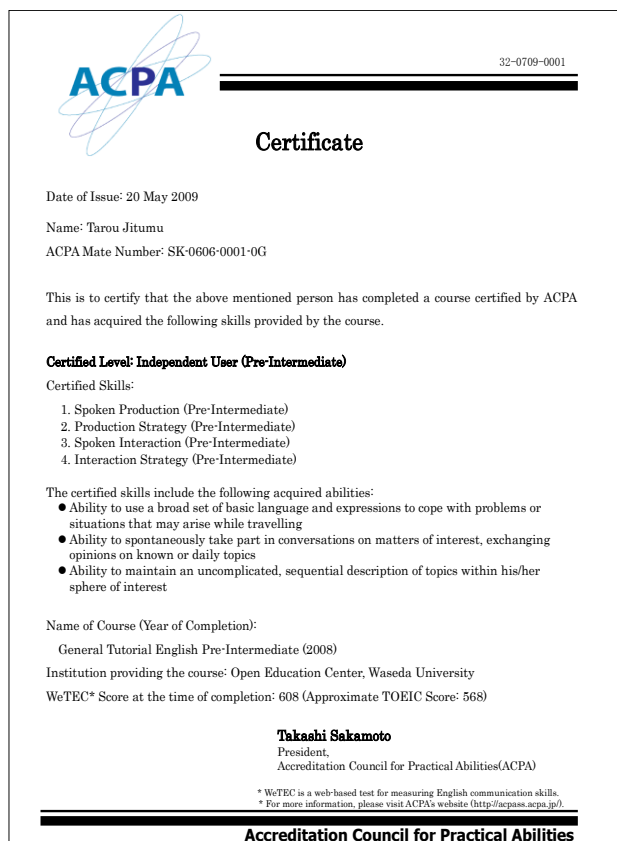 ACPA
32-0709-0001
Certificate
Date of Issue: 20 May 2009
Name: Tarou Jitumu
ACPA Mate Number: SK-0606-0001-0G
This is to certify that the above mentioned person has completed a course certified by ACPA
and has acquired the following skills provided by the course.
Certified Level: Independent User (Pre-Intermediate)
Certified Skills:
1. Spoken Production (Pre-Intermediate)
2. Production Strategy (Pre-Intermediate)
3. Spoken Interaction (Pre-Intermediate)
4. Interaction Strategy (Pre-Intermediate)
The certified skills include the following acquired abilities:
● Ability to use a broad set of basic language and expressions to cope with problems or
situations that may arise while travelling
● Ability to spontaneously take part in conversations on matters of interest, exchanging
opinions on known or daily topics
● Ability to maintain an uncomplicated, sequential description of topics within his/her
sphere of interest
Name of Course (Year of Completion):
General Tutorial English Pre-Intermediate (2008)
Institution providing the course: Open Education Center, Waseda University
WeTEC* Score at the time of completion: 608 (Approximate TOEIC Score: 568)
Takashi Sakamoto
President,
Accreditation Council for Practical Abilities(ACPA)
* WeTEC is a web-based test for measuring English communication skills.
* For more information, please visit ACPA's website (http://acpass.acpa.jp/).
Accreditation Council for Practical Abilities